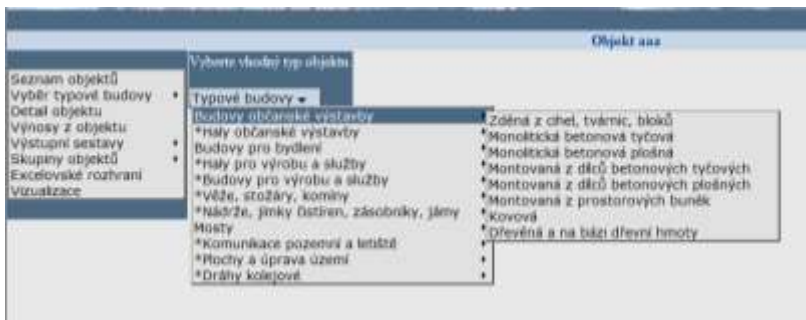 Objekt aaa
Vyberte vhodný typ objektu
Seznam objektů
Výběr typové budovy
Detail objektu
Výnosy z objektu
Výstupní sestavy
Skupiny objektů
Excelovské rozhraní
Vizualizace
Typové budovy
Budovy občanské výstavby
*Haly občanské výstavby
Budovy pro bydlení
*Haly pro výrobu a služby
*Budovy pro výrobu a služby
*Věže, stožáry, komíny
*Nádrže, jímky čistíren, zásobníky, jámy
Mosty
*Komunikace pozemní a letiště
*Plochy a úprava území
*Dráhy kolejové
Zděná z cihel, tvárnic, bloků
Monolitická betonová tyčová
Monolitická betonová plošná
Montovaná z dílců betonových tyčových
Montovaná z dílců betonových plošných
Montovaná z prostorových buněk
Kovová
Dřevěná a na bázi dřevní hmoty